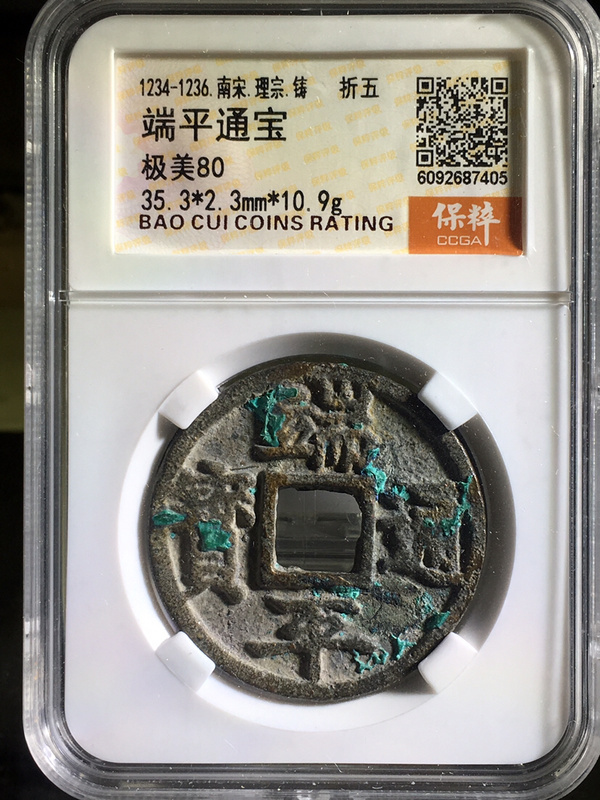 1234-1236.南宋.理宗.铸 折五
端平通宝
极美80
35.3*2.3mm*10.9g
BAO CUI COINS RATING
6092687405
保粹
CCGA
端
平
通
寶